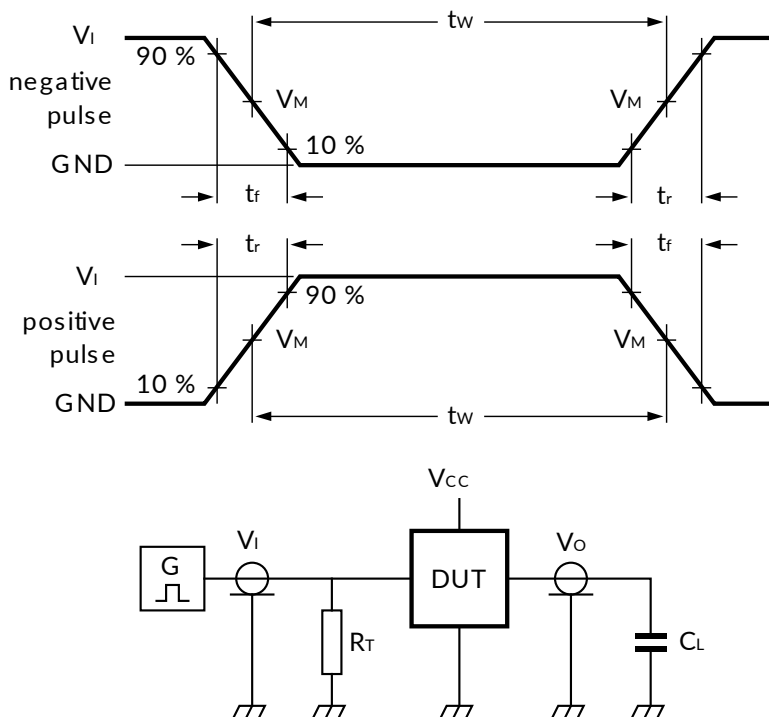 tW
VI
90 %
negative
pulse
VM
VM
10 %
GND
tf
tr
tr
tf
VI
90 %
positive
pulse
VM
VM
10 %
GND
tW
VCC
G
VI
DUT
VO
RT
CL